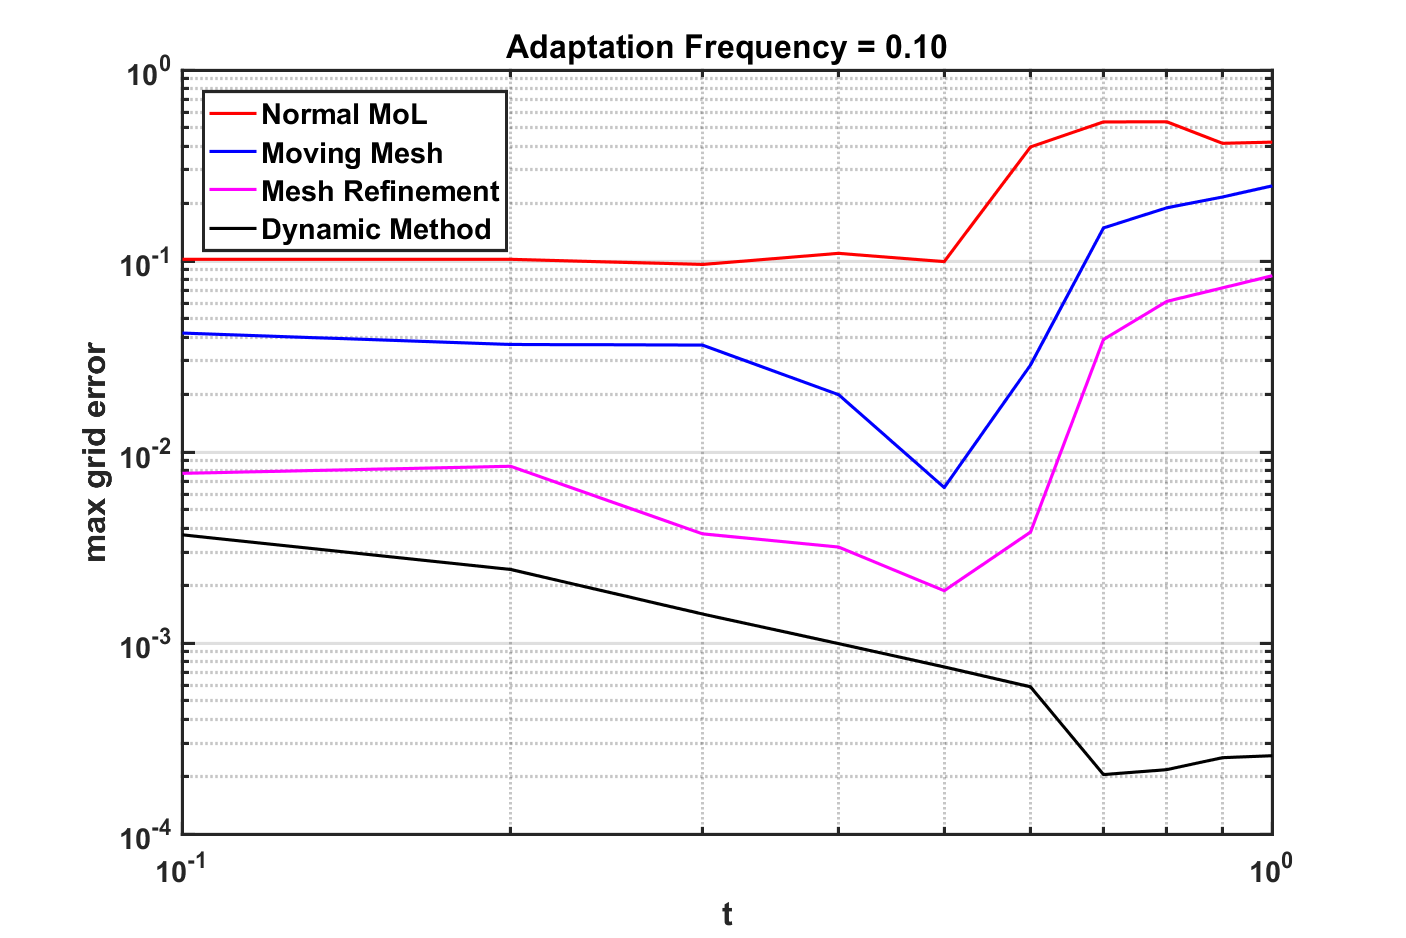 Adaptation Frequency = 0.10
10^0
Normal MoL
Moving Mesh
Mesh Refinement
Dynamic Method
10^-1
10^-2
10^-3
10^-4
max grid error
10^-1
10^0
t